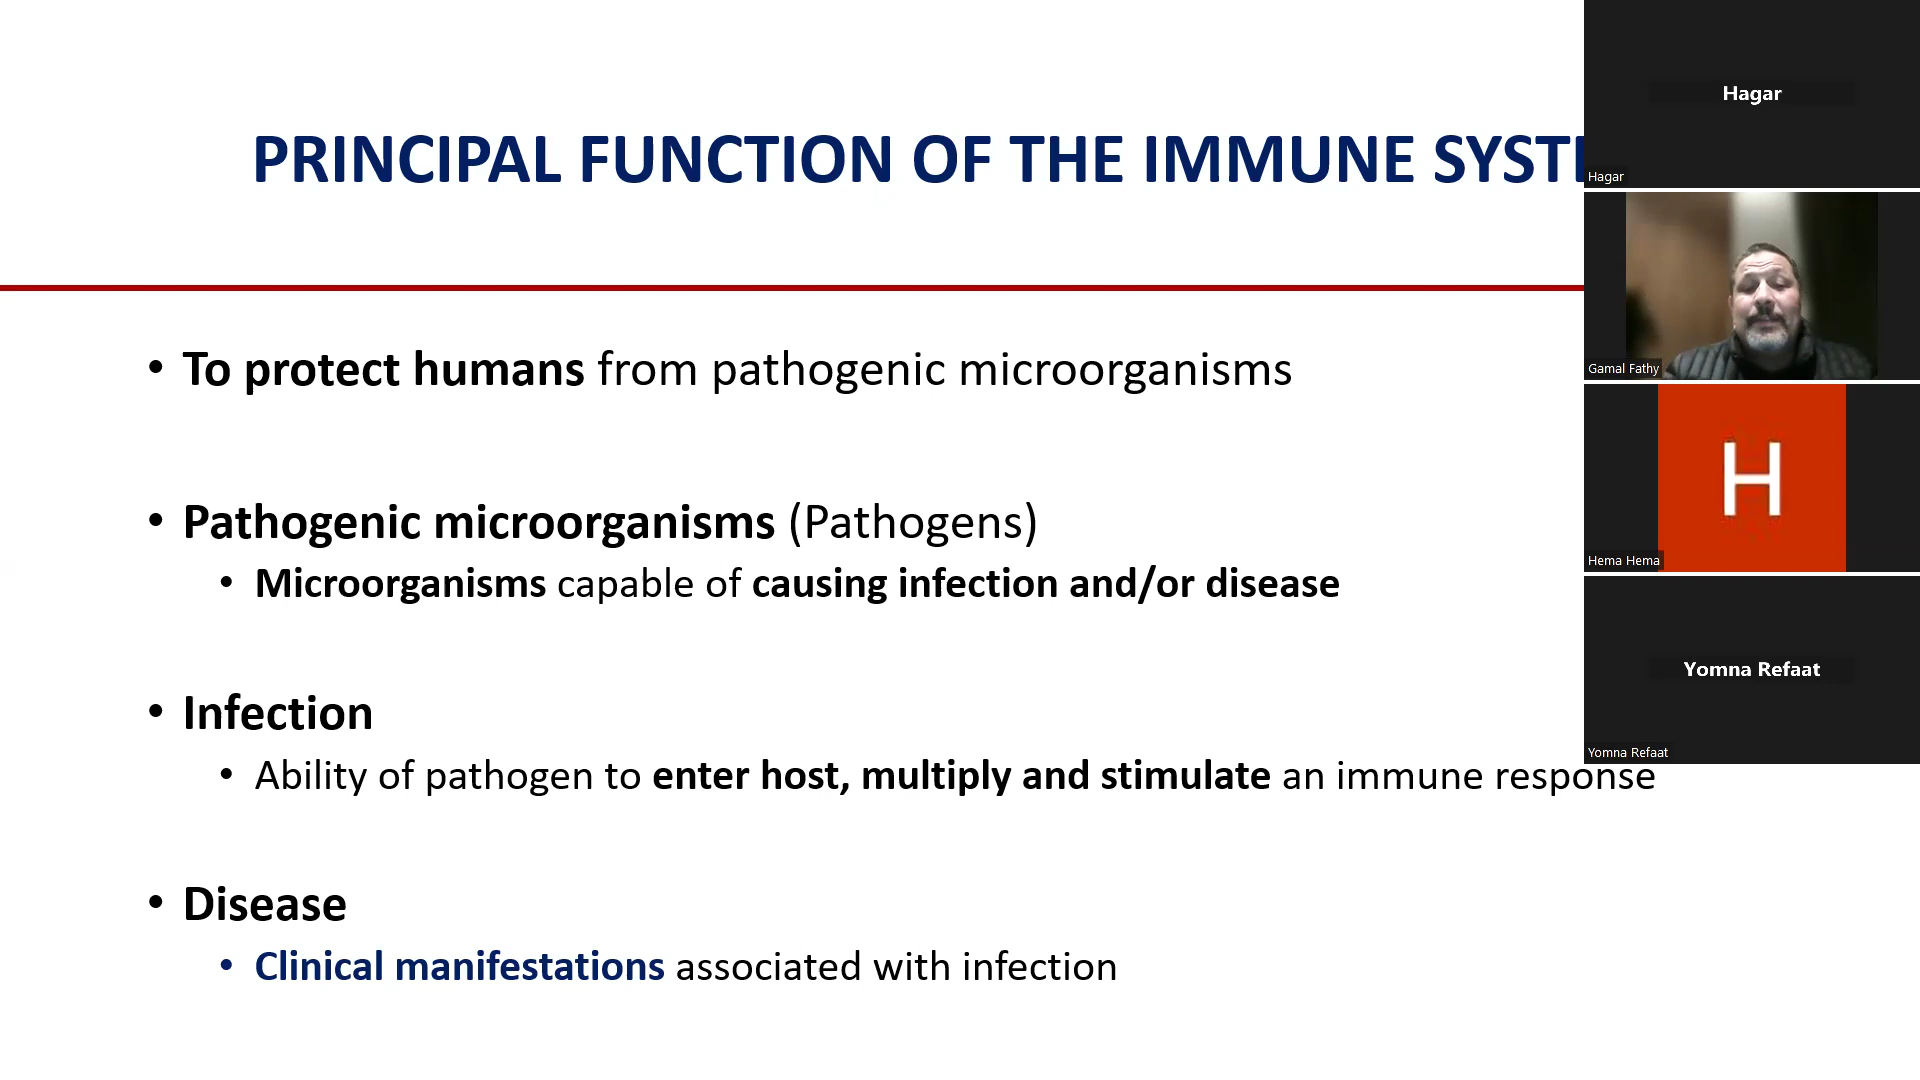 PRINCIPAL FUNCTION OF THE IMMUNE SYSTE
• To protect humans from pathogenic microorganisms
• Pathogenic microorganisms (Pathogens)
• Microorganisms capable of causing infection and/or disease
• Infection
• Ability of pathogen to enter host, multiply and stimulate an immune response
• Disease
• Clinical manifestations associated with infection
Hagar
Hagar
Gamal Fathy
H
Hema Hema
Yomna Refaat
Yomna Refaat